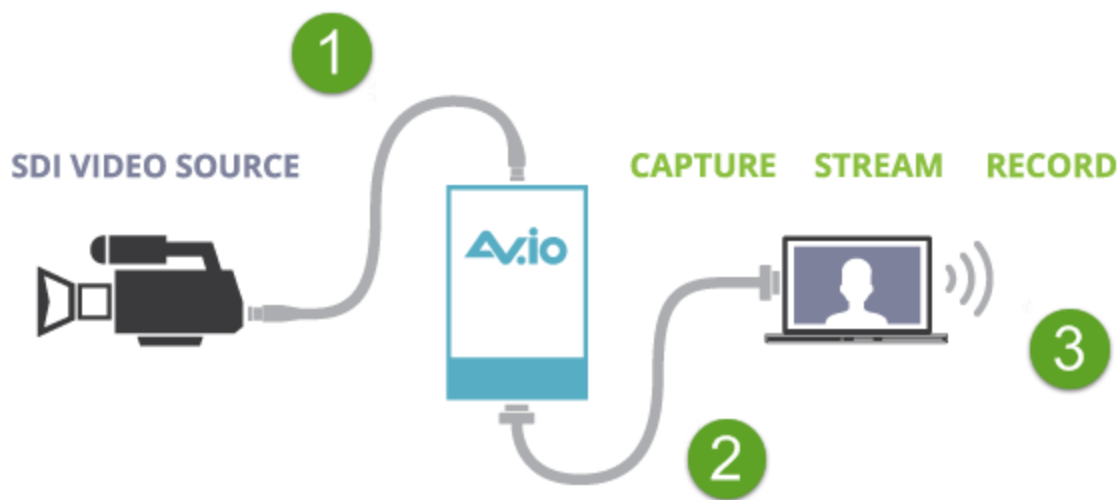 1
SDI VIDEO SOURCE
CAPTURE STREAM RECORD
AV.io
3
2